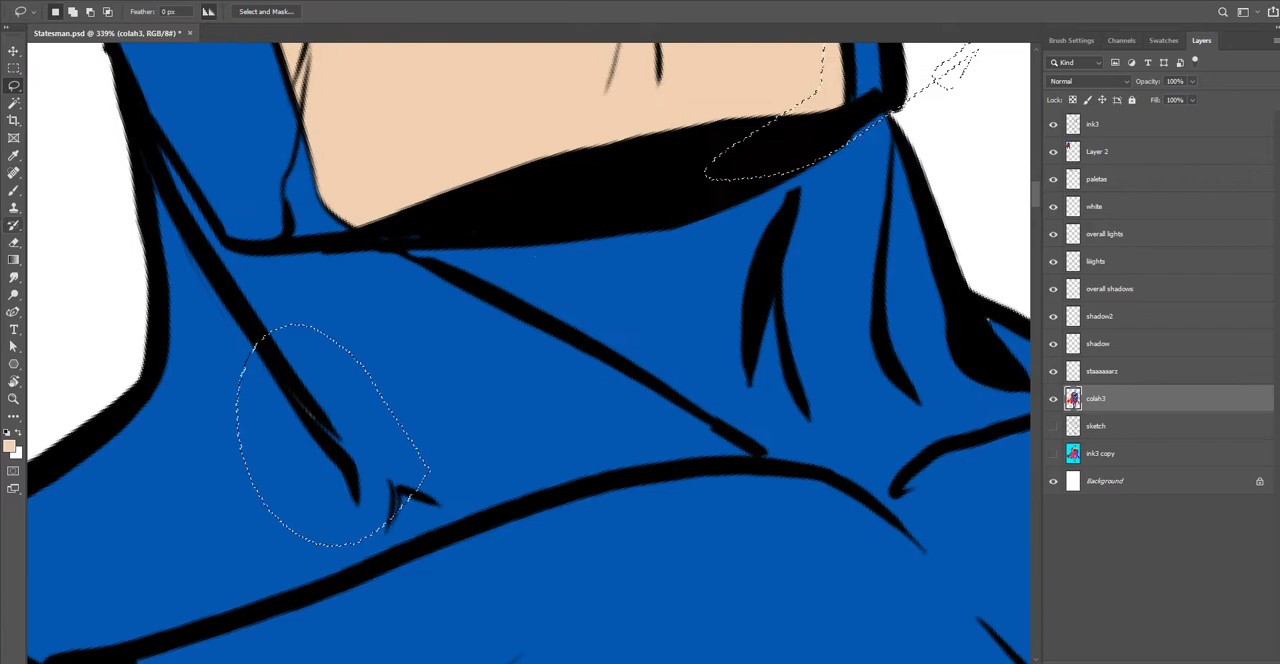 Feather: 0 px
Select and Mask...
Statesman.psd @ 339% (colah3, RGB/8#) * ×
Brush Settings
Channels
Swatches
Layers
Kind
Normal
Opacity: 100%
Lock:
Fill: 100%
ink3
Layer 2
paletas
white
overall lights
liiights
overall shadows
shadow2
shadow
staaaaaarz
colah3
sketch
ink3 copy
Background